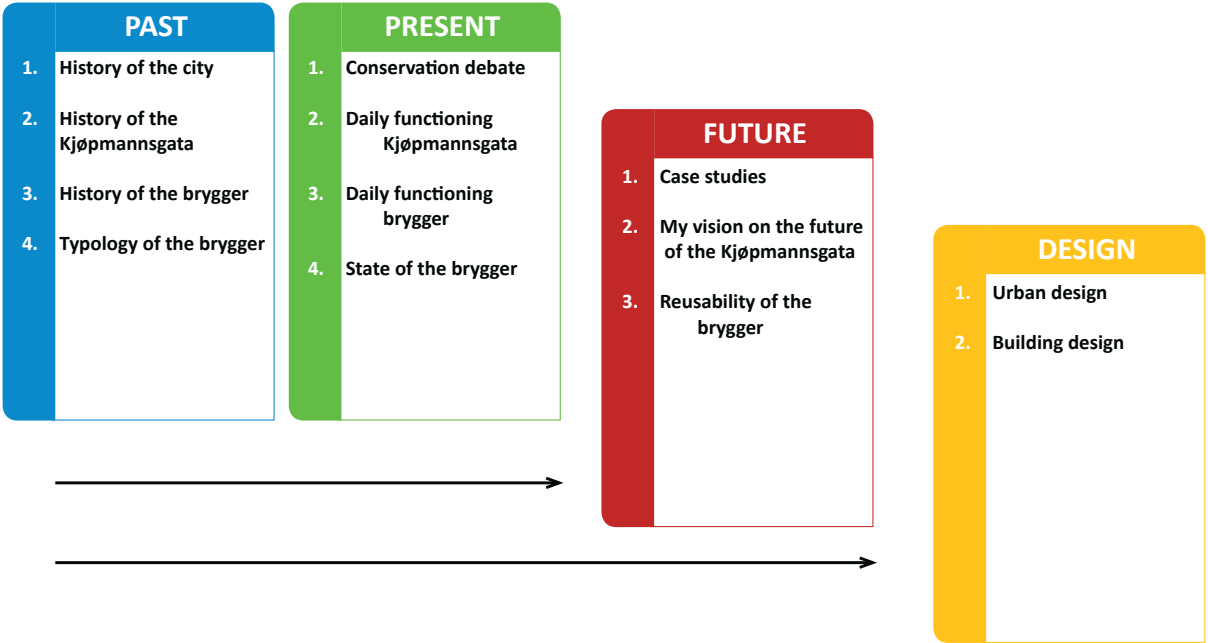 PAST
1. History of the city
2. History of the
Kjøpmannsgata
3. History of the brygger
4. Typology of the brygger
PRESENT
1. Conservation debate
2. Daily functioning
Kjøpmannsgata
3. Daily functioning
brygger
4. State of the brygger
FUTURE
1. Case studies
2. My vision on the future
of the Kjøpmannsgata
3. Reusability of the
brygger
DESIGN
1. Urban design
2. Building design